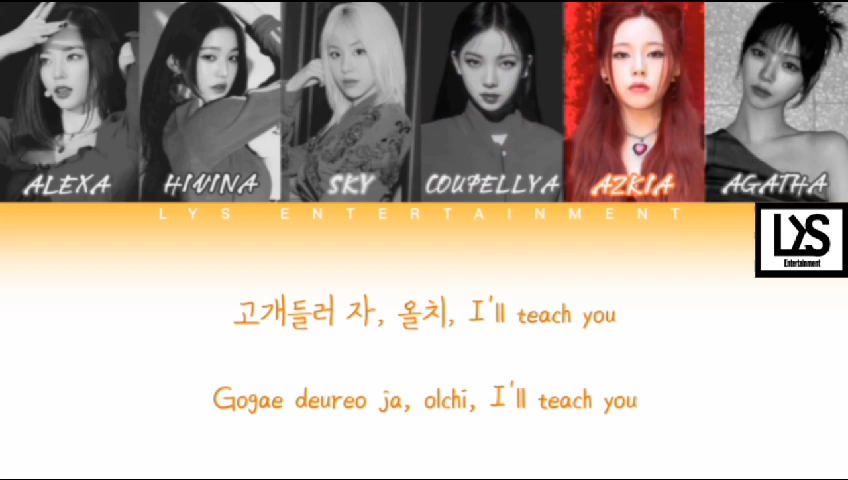 ALEXA HININA SKY COUPELLYA AZKIA AGATHA
LYS ENTERTAINMENT
LYS
Entertainment
고개들러 자, 올치, I'll teach you
Gogae deureo ja, olchi, I'll teach you